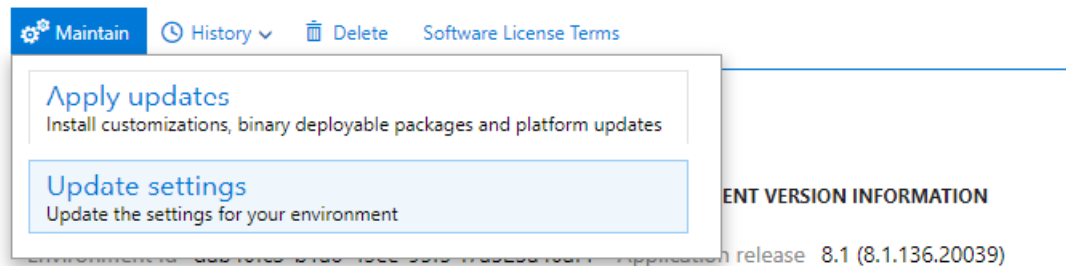 Maintain History Delete Software License Terms
Apply updates
Install customizations, binary deployable packages and platform updates
Update settings
Update the settings for your environment
ENT VERSION INFORMATION
release 8.1 (8.1.136.20039)